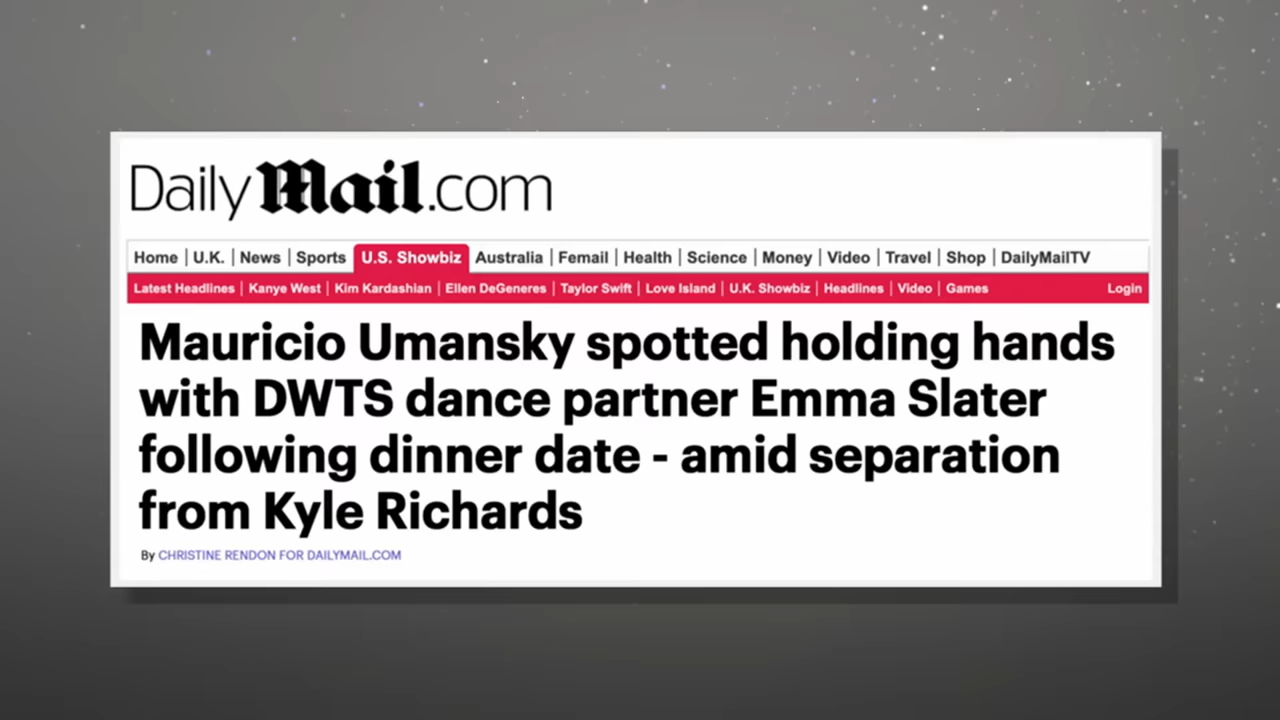 DailyMail.com
Home | U.K. | News | Sports | U.S. Showbiz | Australia | Femail | Health | Science | Money | Video | Travel | Shop | DailyMailTV
Latest Headlines | Kanye West | Kim Kardashian | Ellen DeGeneres | Taylor Swift | Love Island | U.K. Showbiz | Headlines | Video | Games Login
Mauricio Umansky spotted holding hands
with DWTS dance partner Emma Slater
following dinner date - amid separation
from Kyle Richards
By CHRISTINE RENDON FOR DAILYMAIL.COM